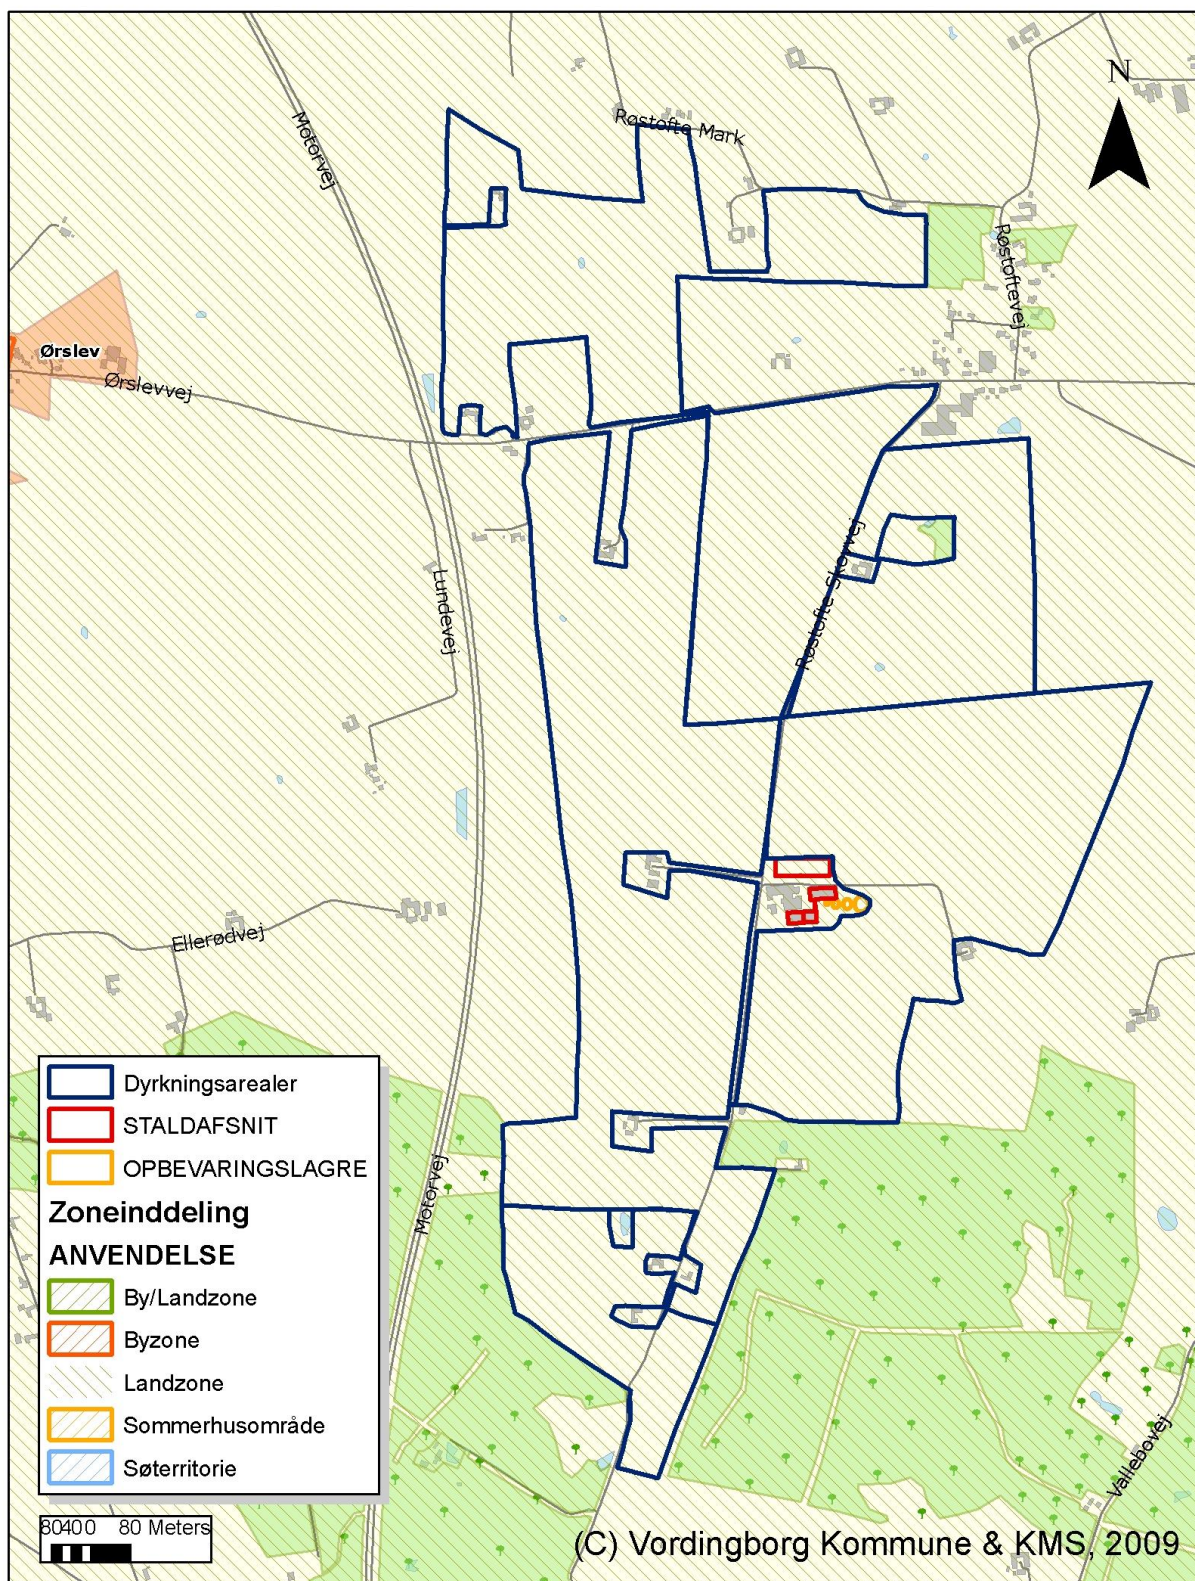 N
Røstofte Mark
Motorvej
Røstoftevej
Ørslev
Ørslevvej
Røstofte Skovvej
Lundevej
Ellerødvej
Motorvej
Vallebovej
Dyrkningsarealer
STALDAFSNIT
OPBEVARINGSLAGRE
Zoneinddeling
ANVENDELSE
By/Landzone
Byzone
Landzone
Sommerhusområde
Søterritorie
80400 80 Meters
(C) Vordingborg Kommune & KMS, 2009